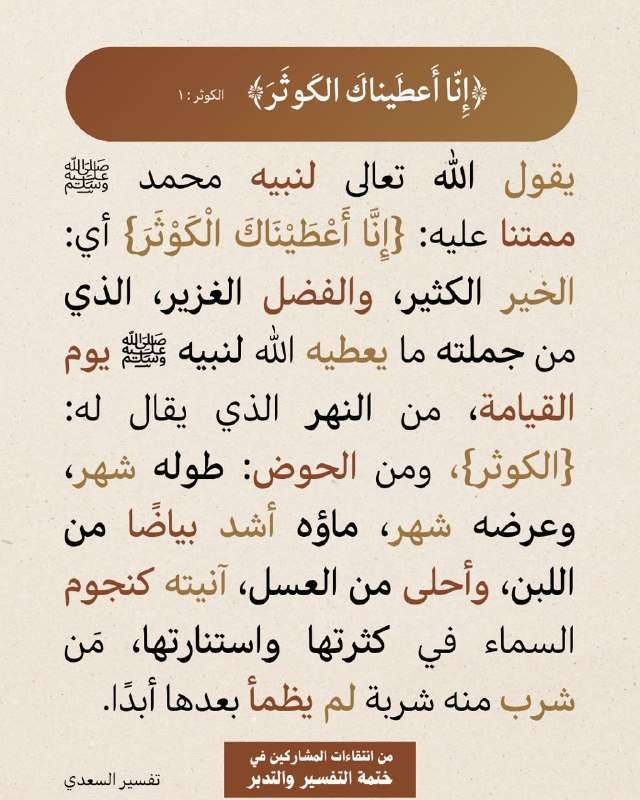 ﴿إِنّا أَعطَيناكَ الكَوثَرَ﴾ الكوثر : ١
يقول الله تعالى لنبيه محمد ﷺ
ممتنا عليه: {إِنَّا أَعْطَيْنَاكَ الْكَوْثَرَ} أي:
الخير الكثير، والفضل الغزير، الذي
من جملته ما يعطيه الله لنبيه ﷺ يوم
القيامة، من النهر الذي يقال له:
{الكوثر}، ومن الحوض: طوله شهر،
وعرضه شهر، ماؤه أشد بياضًا من
اللبن، وأحلى من العسل، آنيته كنجوم
السماء في كثرتها واستنارتها، مَن
شرب منه شربة لم يظمأ بعدها أبدًا.
من انتقاءات المشاركين في
ختمة التفسير والتدبر
تفسير السعدي